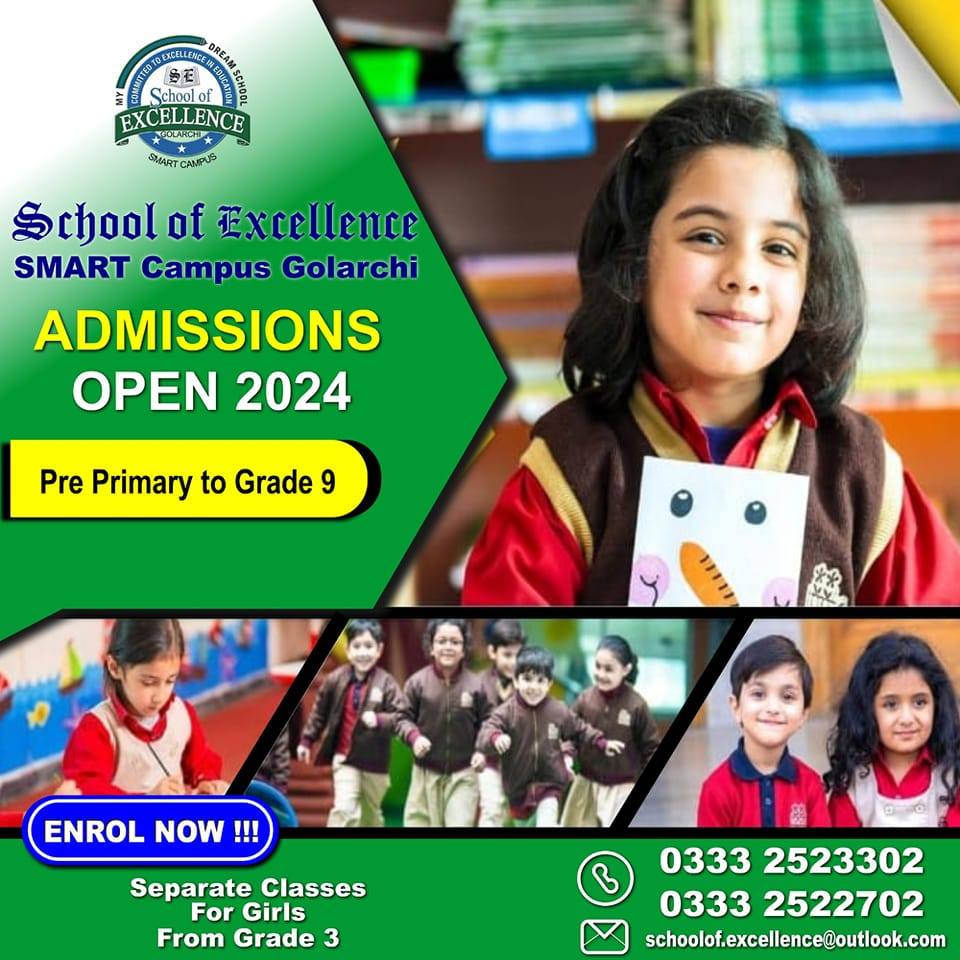 MY DREAM SCHOOL
COMMITTED TO EXCELLENCE IN EDUCATION
S E
School of
EXCELLENCE
GOLARCHI
SMART CAMPUS
School of Excellence
SMART Campus Golarchi
ADMISSIONS
OPEN 2024
Pre Primary to Grade 9
ENROL NOW !!!
Separate Classes
For Girls
From Grade 3
0333 2523302
0333 2522702
schoolof.excellence@outlook.com